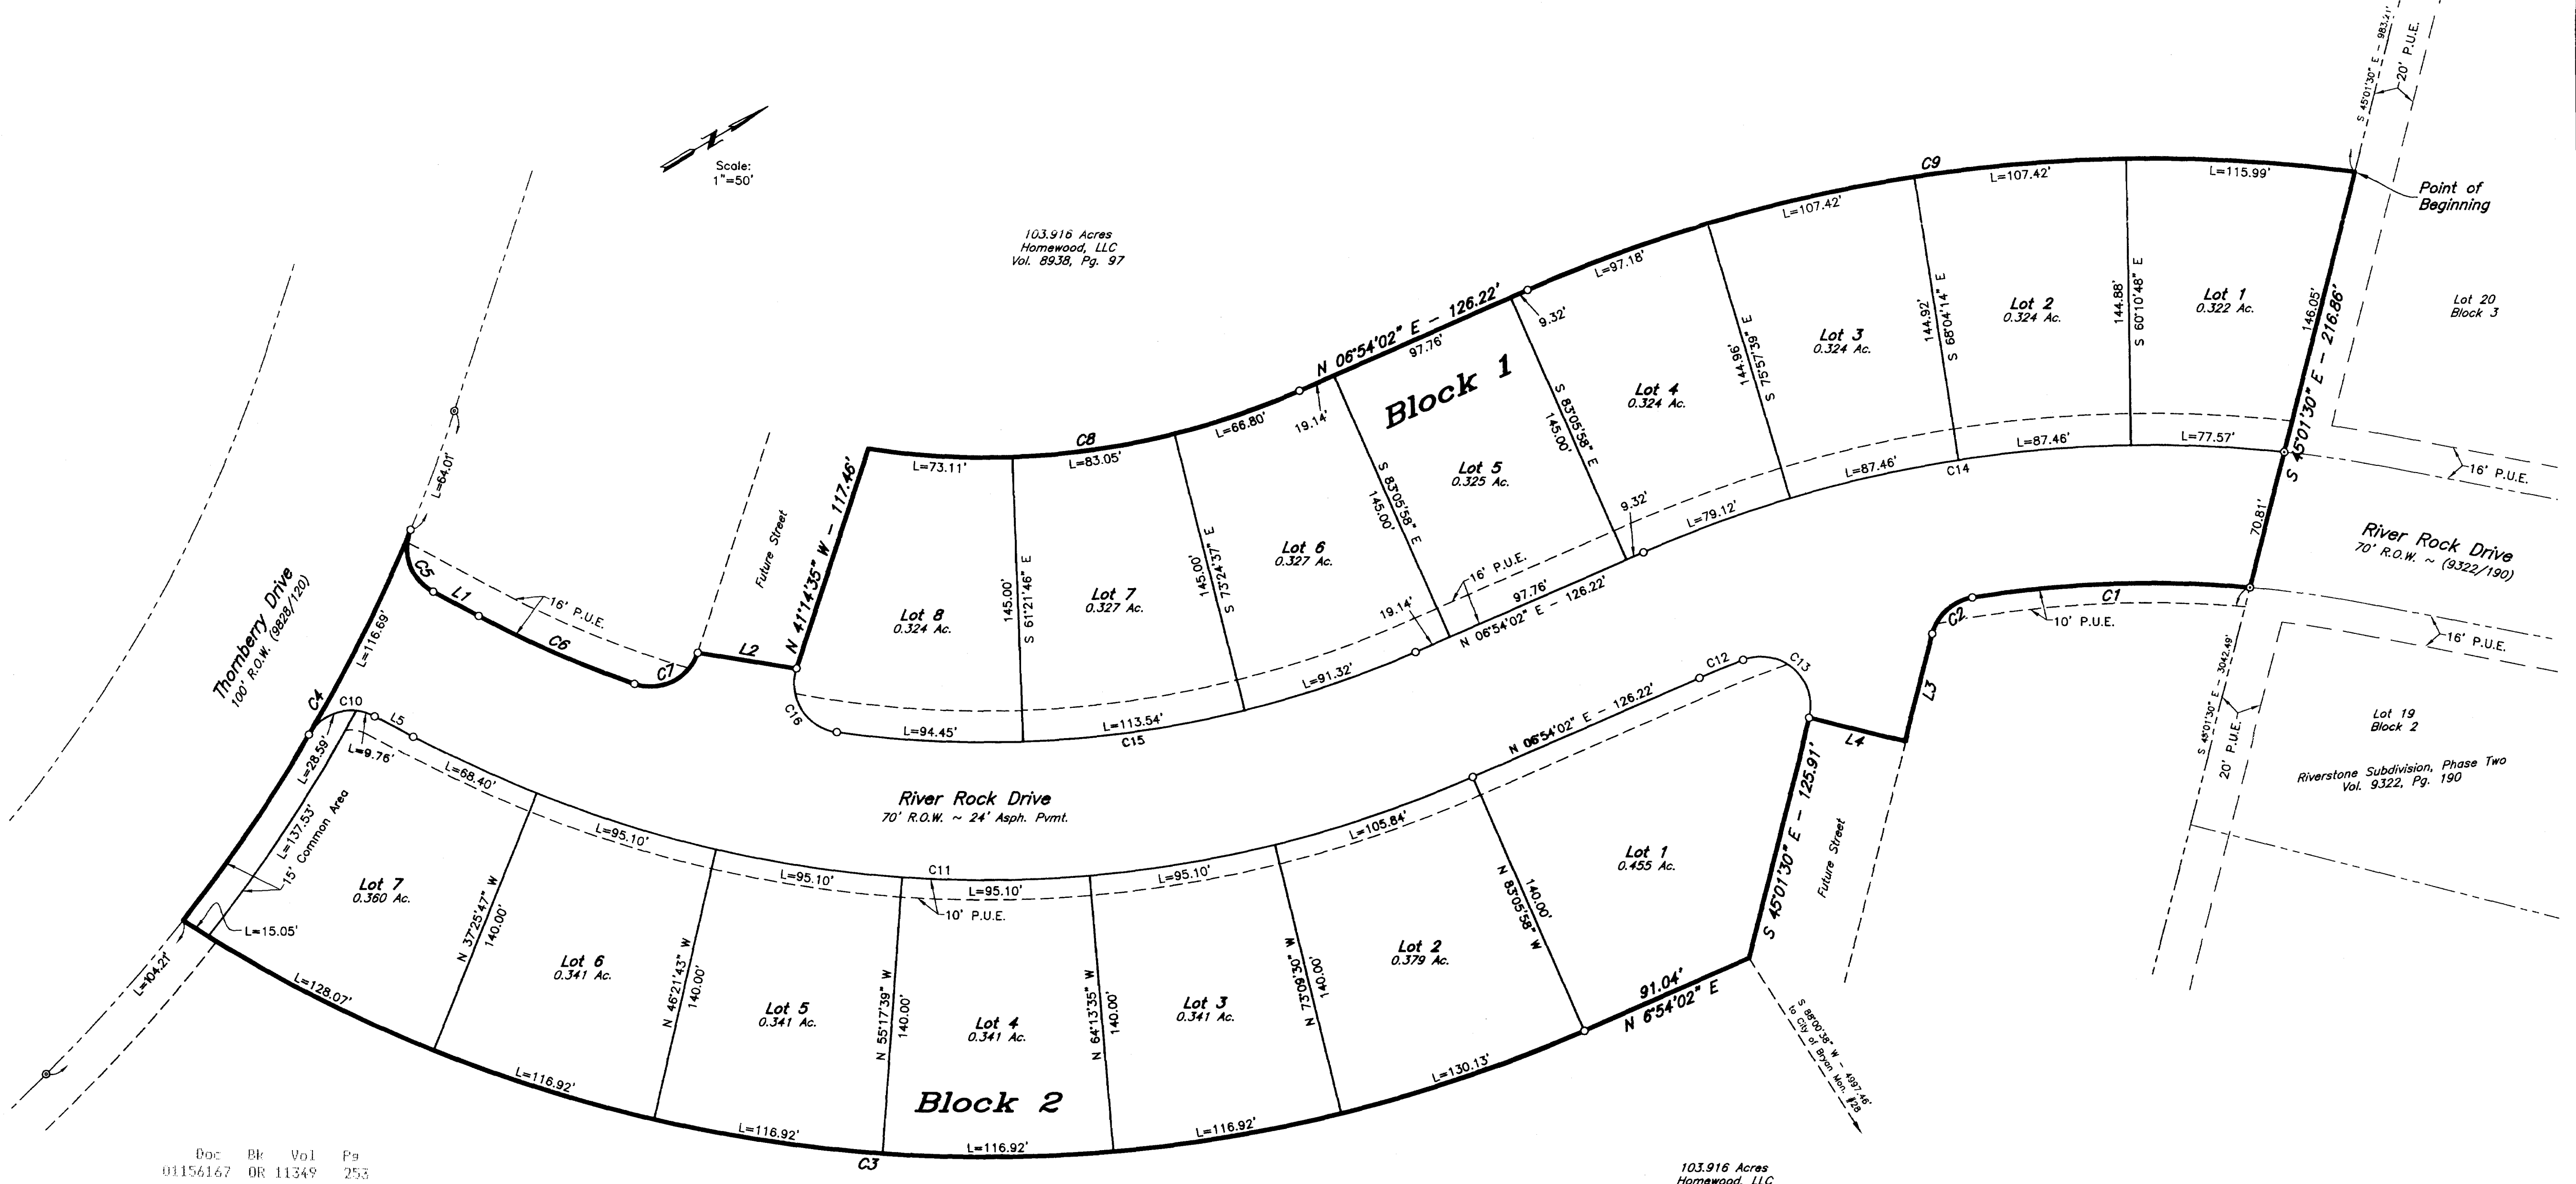 S 45°01'30" E - 983.21'
20' P.U.E.
N
Scale:
1"=50'
103.916 Acres
Homewood, LLC
Vol. 8938, Pg. 97
C9
L=107.42'
L=115.99'
Point of
Beginning
L=107.42'
L=97.18'
N 06°54'02" E - 126.22'
97.76'
9.32'
Block 1
Lot 1
0.322 Ac.
146.05'
S 45°01'30" E - 216.86'
Lot 20
Block 3
S 60°10'48" E
144.88'
Lot 2
0.324 Ac.
S 68°04'14" E
144.92'
Lot 3
0.324 Ac.
S 75°57'39" E
144.96'
Lot 4
0.324 Ac.
S 83°05'58" E
145.00'
Lot 5
0.325 Ac.
S 83°05'58" E
145.00'
Lot 6
0.327 Ac.
S 73°24'37" E
145.00'
Lot 7
0.327 Ac.
S 61°21'46" E
145.00'
Lot 8
0.324 Ac.
N 41°14'35" W - 117.46'
L=73.11'
C8
L=83.05'
L=66.80'
19.14'
L=77.57'
L=87.46'
C14
L=87.46'
L=79.12'
9.32'
16' P.U.E.
97.76'
N 06°54'02" E - 126.22'
19.14'
L=91.32'
L=113.54'
C15
L=94.45'
C16
16' P.U.E.
River Rock Drive
70' R.O.W. ~ (9322/190)
70.81'
C1
10' P.U.E.
C2
L3
16' P.U.E.
S 45°01'30" E - 3042.49'
20' P.U.E.
Lot 19
Block 2
Riverstone Subdivision, Phase Two
Vol. 9322, Pg. 190
L=64.01'
Thornberry Drive
100' R.O.W. (9828/120)
C5
L1
16' P.U.E.
C6
C7
Future Street
L2
L=116.69'
C4
C10
L5
L=28.59'
L=9.76'
L=68.40'
L=137.53'
15' Common Area
L=15.05'
L=104.21'
River Rock Drive
70' R.O.W. ~ 24' Asph. Pvmt.
L=95.10'
L=95.10'
C11
L=95.10'
10' P.U.E.
L=95.10'
L=105.84'
N 06°54'02" E - 126.22'
C12
C13
L4
Future Street
S 45°01'30" E - 125.91'
Lot 1
0.455 Ac.
140.00'
N 83°05'58" W
Lot 2
0.379 Ac.
N 73°09'30" W
140.00'
Lot 3
0.341 Ac.
N 64°13'35" W
140.00'
Lot 4
0.341 Ac.
N 55°17'39" W
140.00'
Lot 5
0.341 Ac.
N 46°21'43" W
140.00'
Lot 6
0.341 Ac.
N 37°25'47" W
140.00'
Lot 7
0.360 Ac.
Block 2
91.04'
N 6°54'02" E
S 88°00'38" W - 4997.46'
to City of Bryan Mon. #28
L=128.07'
L=116.92'
L=116.92'
C3
L=116.92'
L=116.92'
L=130.13'
Doc Bk Vol Pg
01156167 OR 11349 253
103.916 Acres
Homewood, LLC